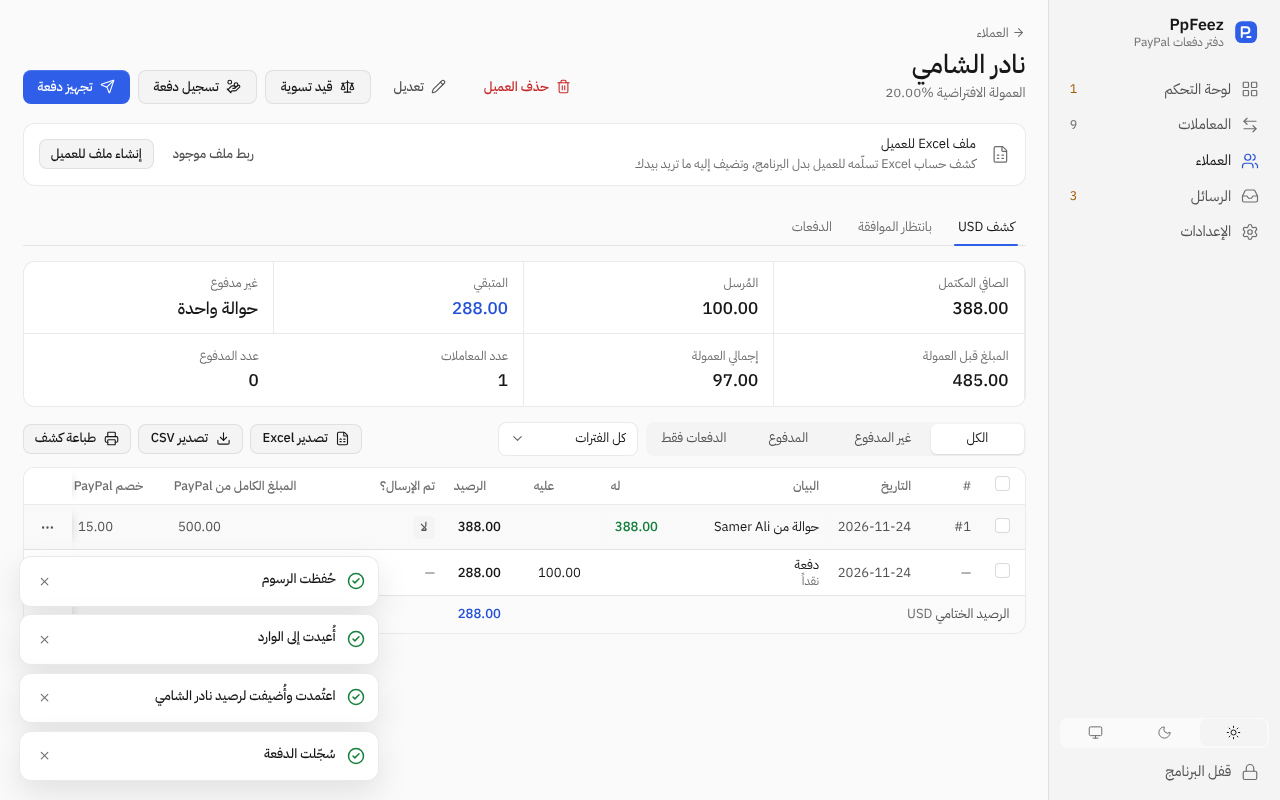 PpFeez
دفتر دفعات PayPal
لوحة التحكم 1
المعاملات 9
العملاء
الرسائل 3
الإعدادات
قفل البرنامج
العملاء
نادر الشامي
العمولة الافتراضية 20.00%
حذف العميل
تعديل
قيد تسوية
تسجيل دفعة
تجهيز دفعة
ملف Excel للعميل
كشف حساب Excel تسلّمه للعميل بدل البرنامج، وتضيف إليه ما تريد بيدك
ربط ملف موجود
إنشاء ملف للعميل
كشف USD بانتظار الموافقة الدفعات
الصافي المكتمل المُرسل المتبقي غير مدفوع
388.00 100.00 288.00 حوالة واحدة
المبلغ قبل العمولة إجمالي العمولة عدد المعاملات عدد المدفوع
485.00 97.00 1 0
الكل غير المدفوع المدفوع الدفعات فقط كل الفترات تصدير Excel تصدير CSV طباعة كشف
# التاريخ البيان له عليه الرصيد تم الإرسال؟ المبلغ الكامل من PayPal خصم PayPal
#1 2026-11-24 حوالة من Samer Ali 388.00 388.00 لا 500.00 15.00
— 2026-11-24 دفعة 100.00 288.00 —
نقداً
الرصيد الختامي USD 288.00
حُفظت الرسوم
أُعيدت إلى الوارد
اعتُمدت وأُضيفت لرصيد نادر الشامي
سُجّلت الدفعة